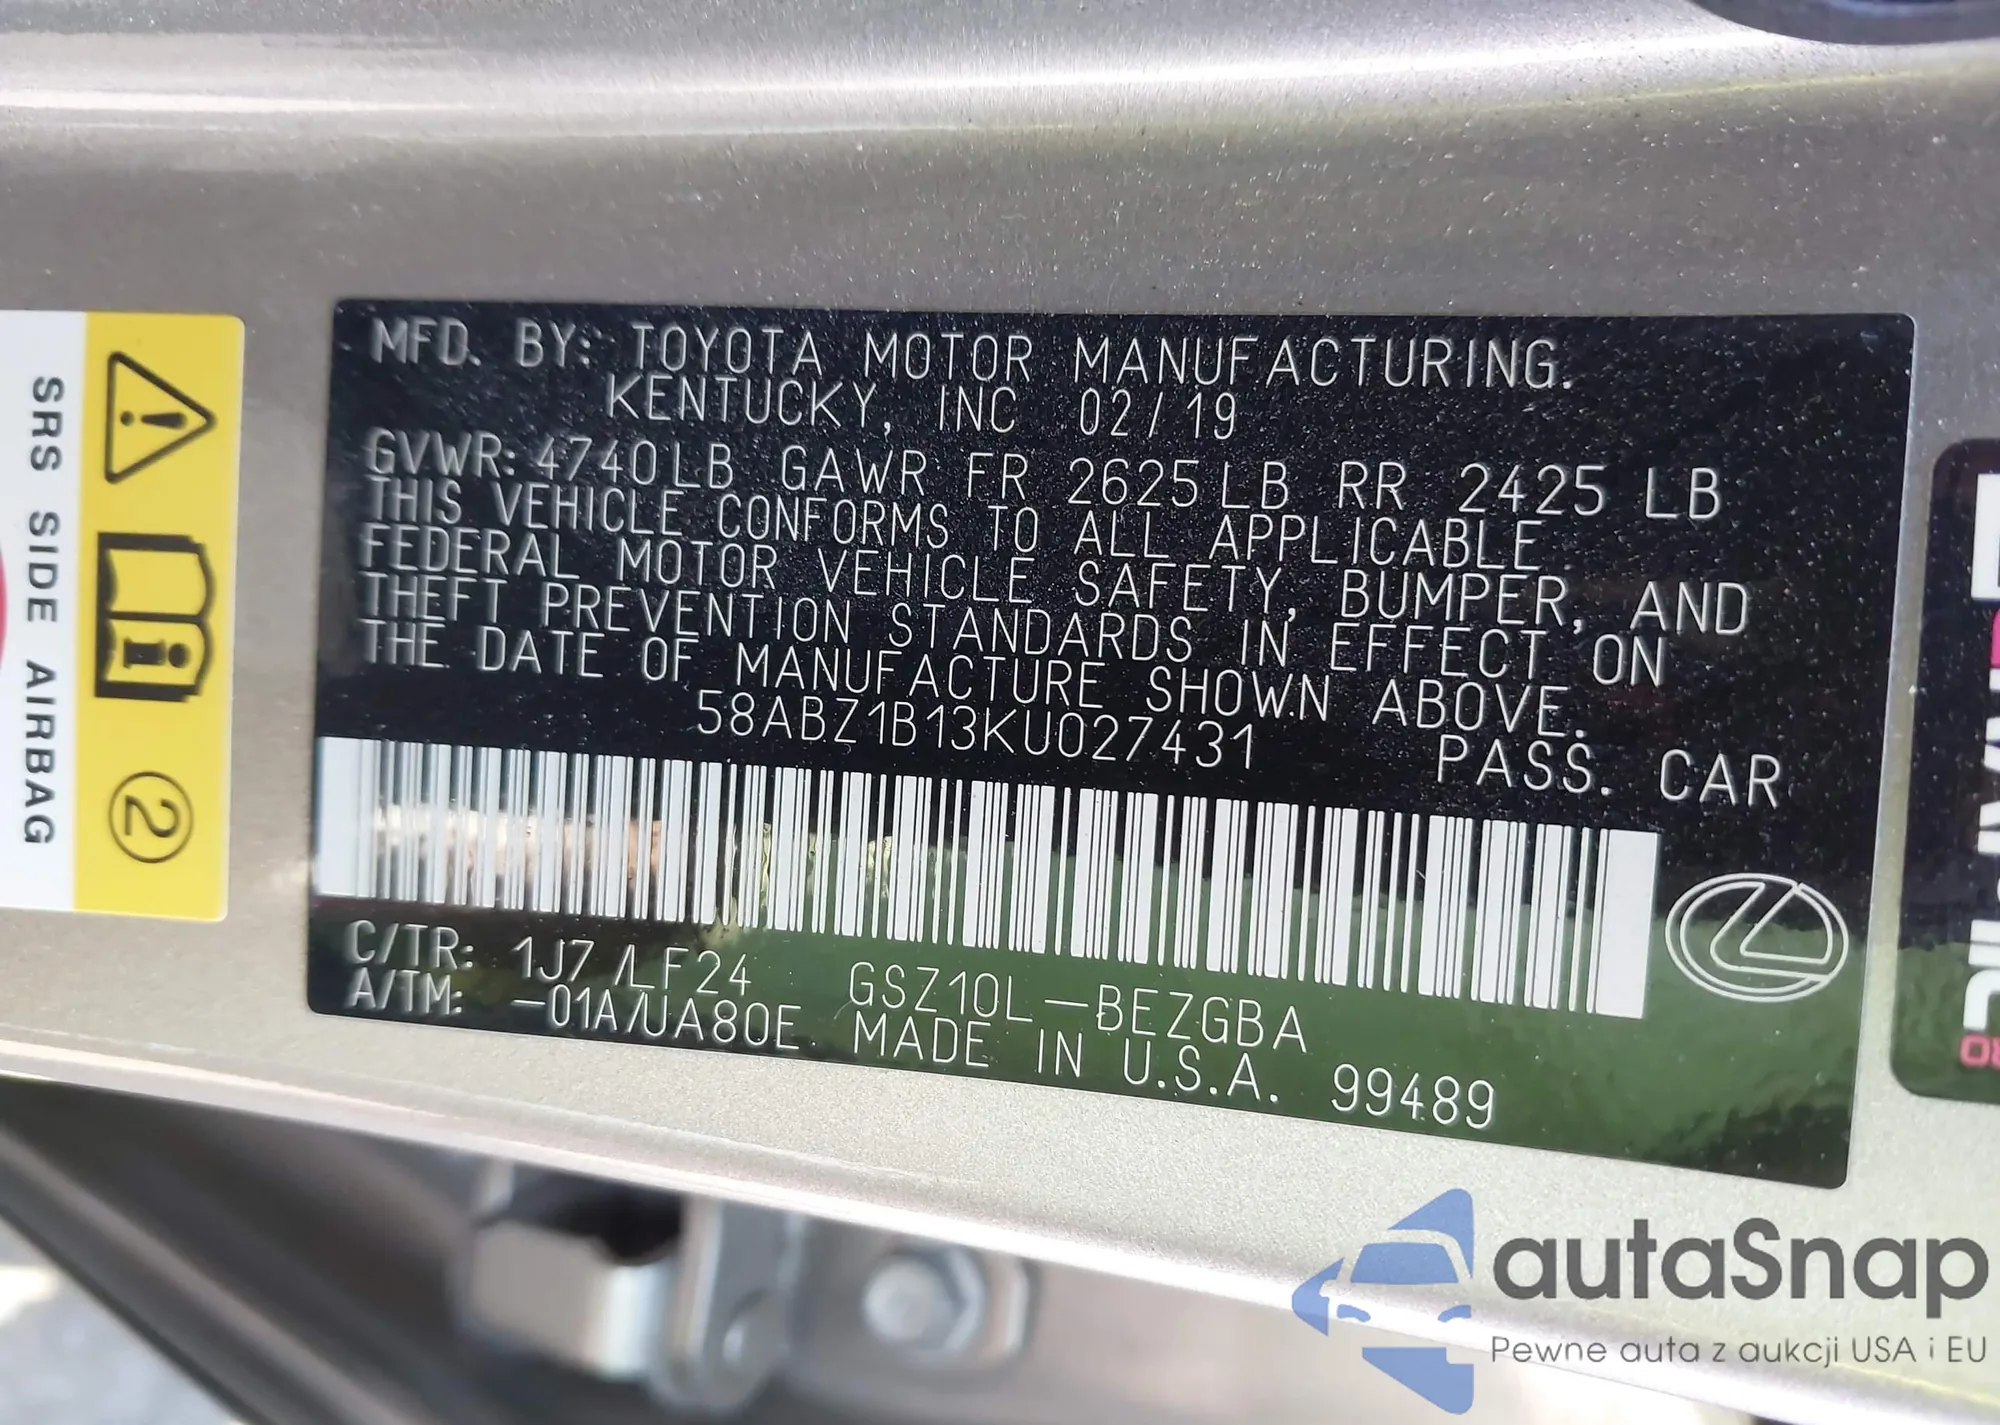 MFD. BY: TOYOTA MOTOR MANUFACTURING.
KENTUCKY, INC 02/19
GVWR: 4740LB GAWR FR 2625LB RR 2425 LB
THIS VEHICLE CONFORMS TO ALL APPLICABLE
FEDERAL MOTOR VEHICLE SAFETY, BUMPER, AND
THEFT PREVENTION STANDARDS IN EFFECT ON
THE DATE OF MANUFACTURE SHOWN ABOVE.
58ABZ1B13KU027431 PASS. CAR
C/TR: 1J7/LF24 GSZ10L-BEZGBA
A/TM: -01A/UA80E MADE IN U.S.A. 99489
SRS SIDE AIRBAG
2
autoSnap
Pewne auta z aukcji USA i EU